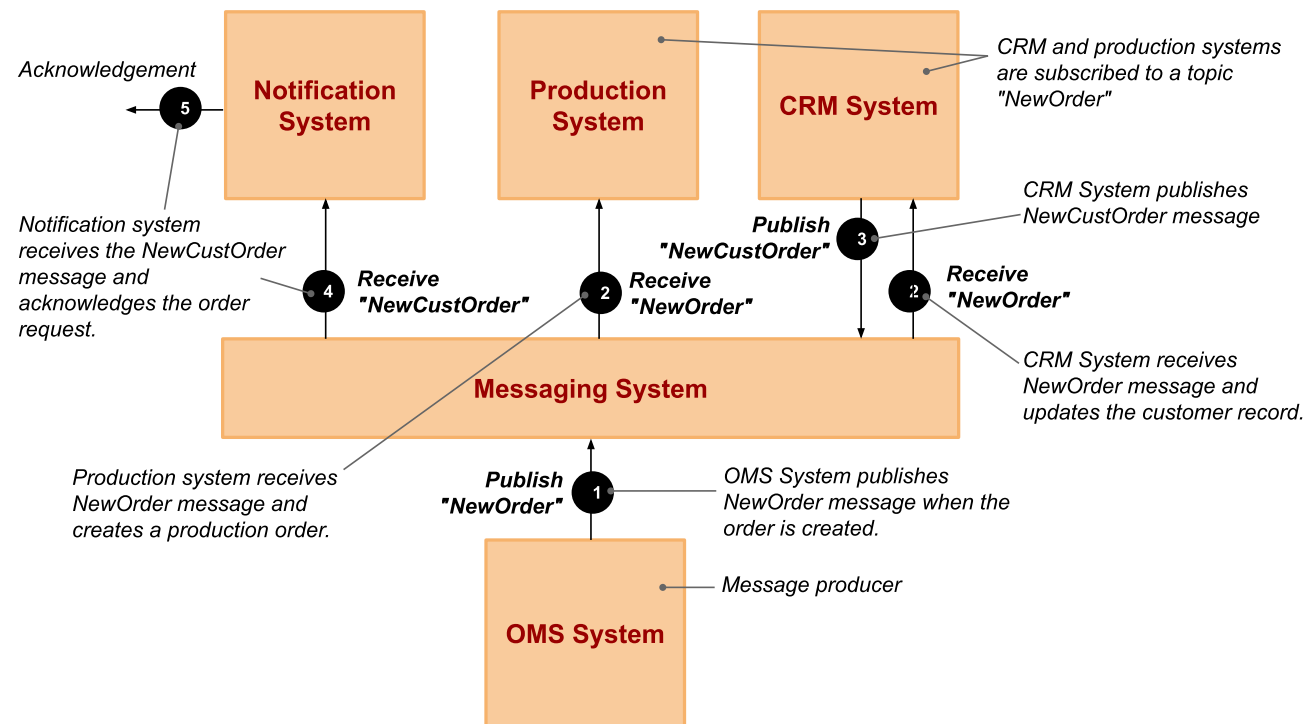 Acknowledgement
5
Notification
System
Production
System
CRM System
CRM and production systems
are subscribed to a topic
"NewOrder"
Notification system
receives the NewCustOrder
message and
acknowledges the order
request.
4
Receive
"NewCustOrder"
2
Receive
"NewOrder"
Publish
"NewCustOrder"
3
CRM System publishes
NewCustOrder message
2
Receive
"NewOrder"
CRM System receives
NewOrder message and
updates the customer record.
Messaging System
Production system receives
NewOrder message and
creates a production order.
Publish
"NewOrder"
1
OMS System publishes
NewOrder message when the
order is created.
Message producer
OMS System